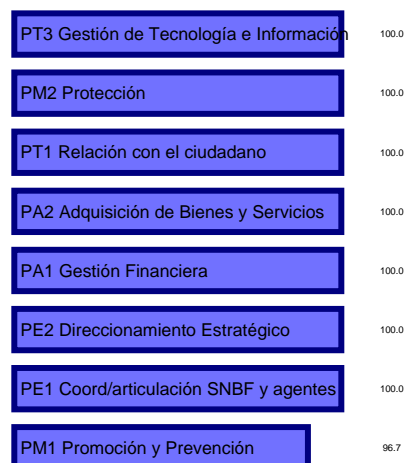 PT3 Gestión de Tecnología e Información 100.0
PM2 Protección 100.0
PT1 Relación con el ciudadano 100.0
PA2 Adquisición de Bienes y Servicios 100.0
PA1 Gestión Financiera 100.0
PE2 Direccionamiento Estratégico 100.0
PE1 Coord/articulación SNBF y agentes 100.0
PM1 Promoción y Prevención 96.7